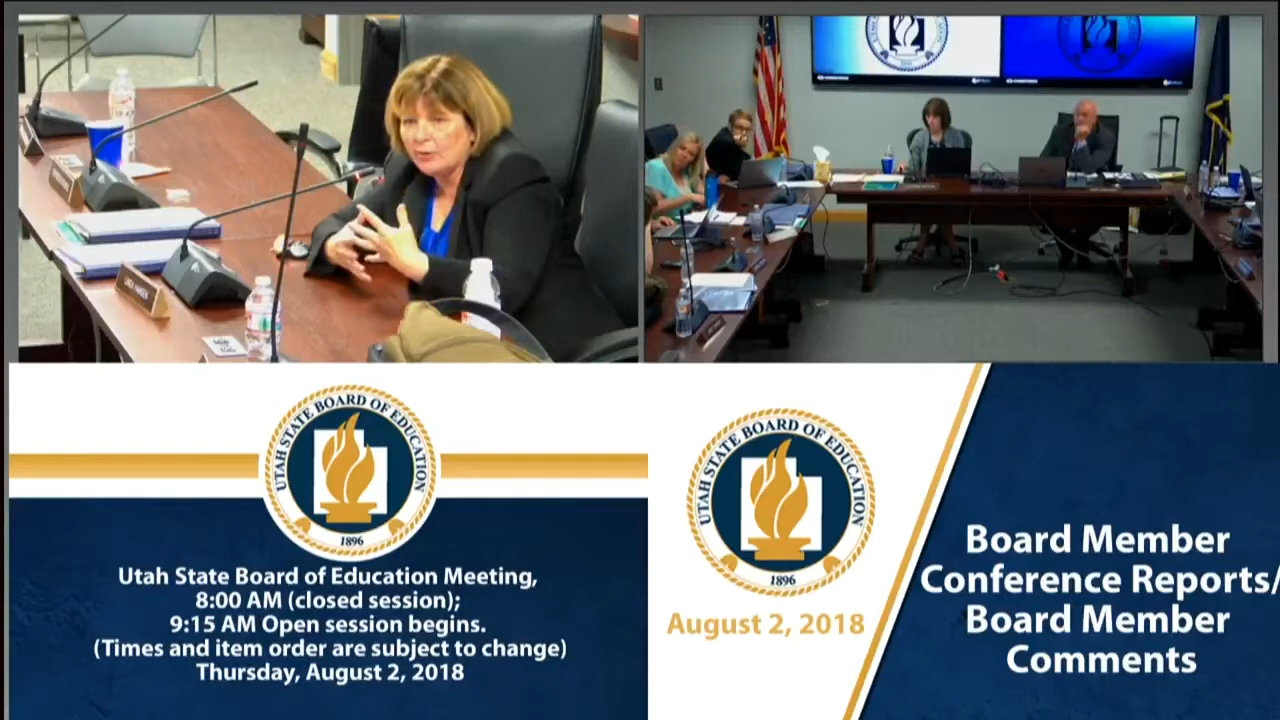 LINDA HANSEN
UTAH STATE BOARD OF EDUCATION
1896
Utah State Board of Education Meeting,
8:00 AM (closed session);
9:15 AM Open session begins.
(Times and item order are subject to change)
Thursday, August 2, 2018
UTAH STATE BOARD OF EDUCATION
1896
August 2, 2018
Board Member
Conference Reports/
Board Member
Comments